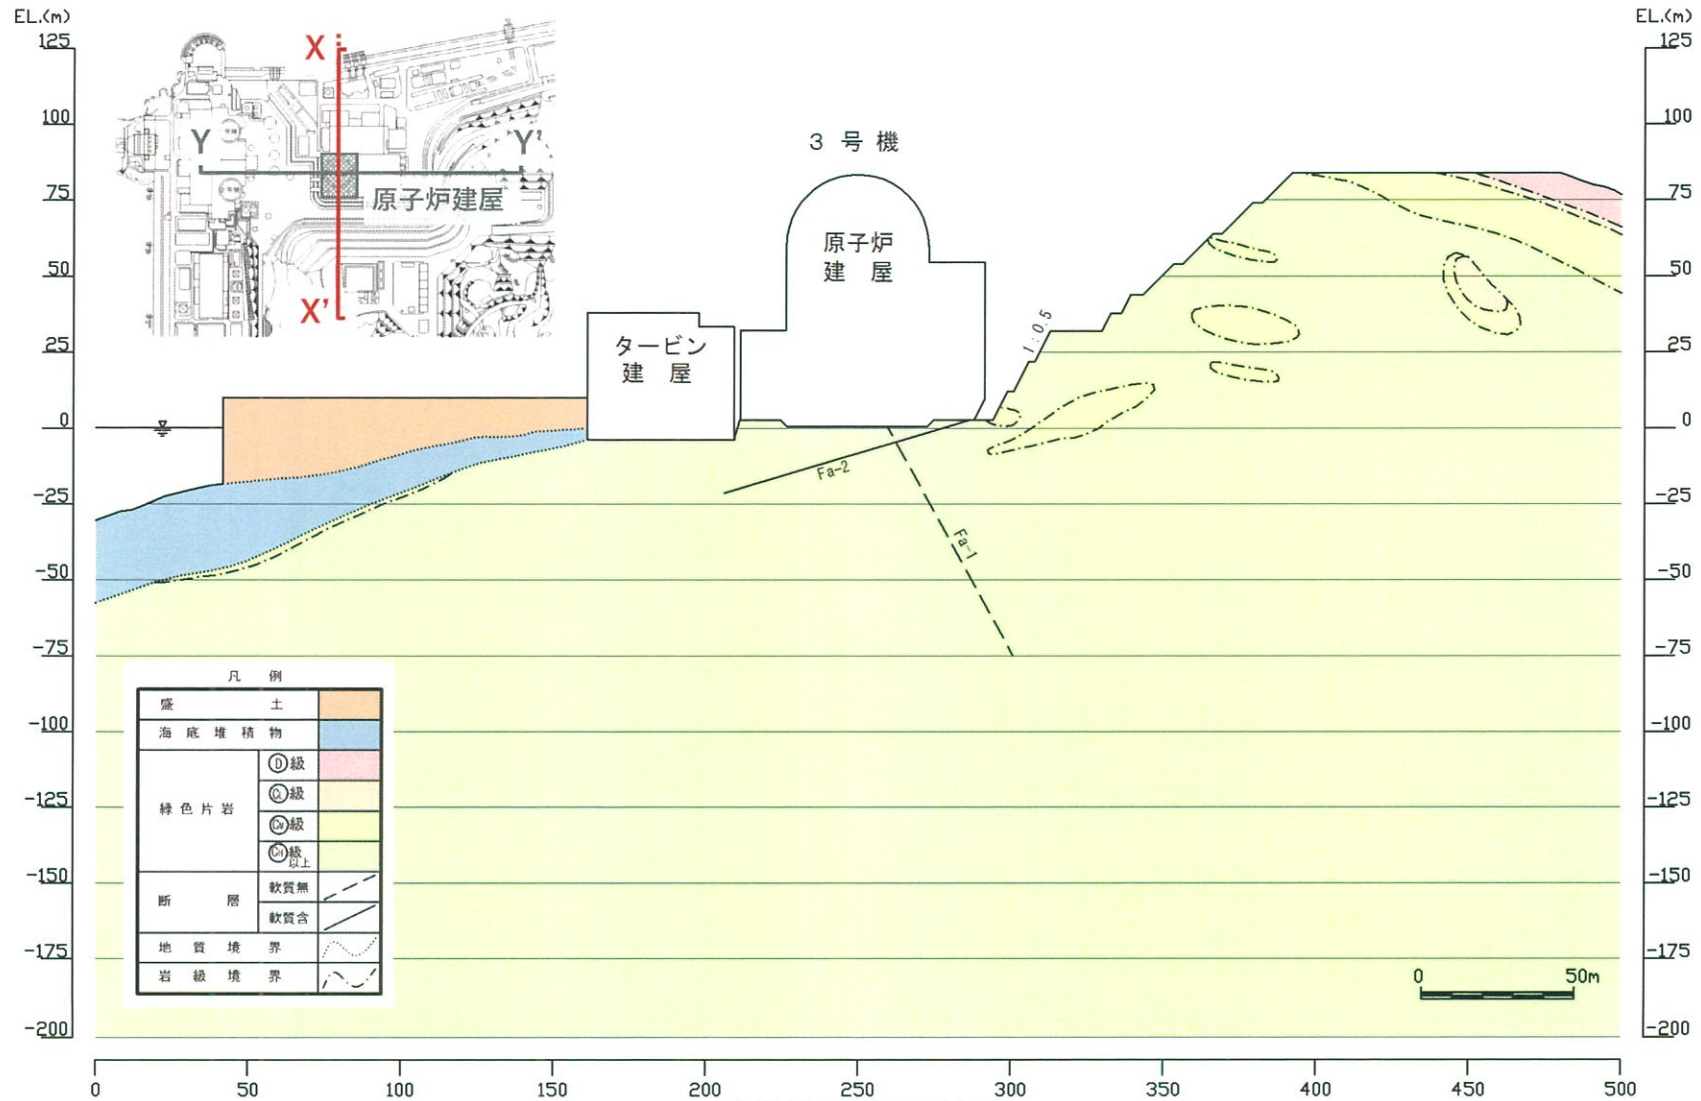 EL.(m)
125
100
75
50
25
0
-25
-50
-75
-100
-125
-150
-175
-200
X
Y
Y'
原子炉建屋
X'
3 号 機
原子炉
建 屋
タービン
建 屋
1:0.5
Fa-2
Fa-1
凡 例
盛 土
海 底 堆 積 物
緑 色 片 岩
Ⓓ級
CL級
CM級
CH級
以上
断 層
軟質無
軟質含
地 質 境 界
岩 級 境 界
0 50m
EL.(m)
125
100
75
50
25
0
-25
-50
-75
-100
-125
-150
-175
-200
0 50 100 150 200 250 300 350 400 450 500